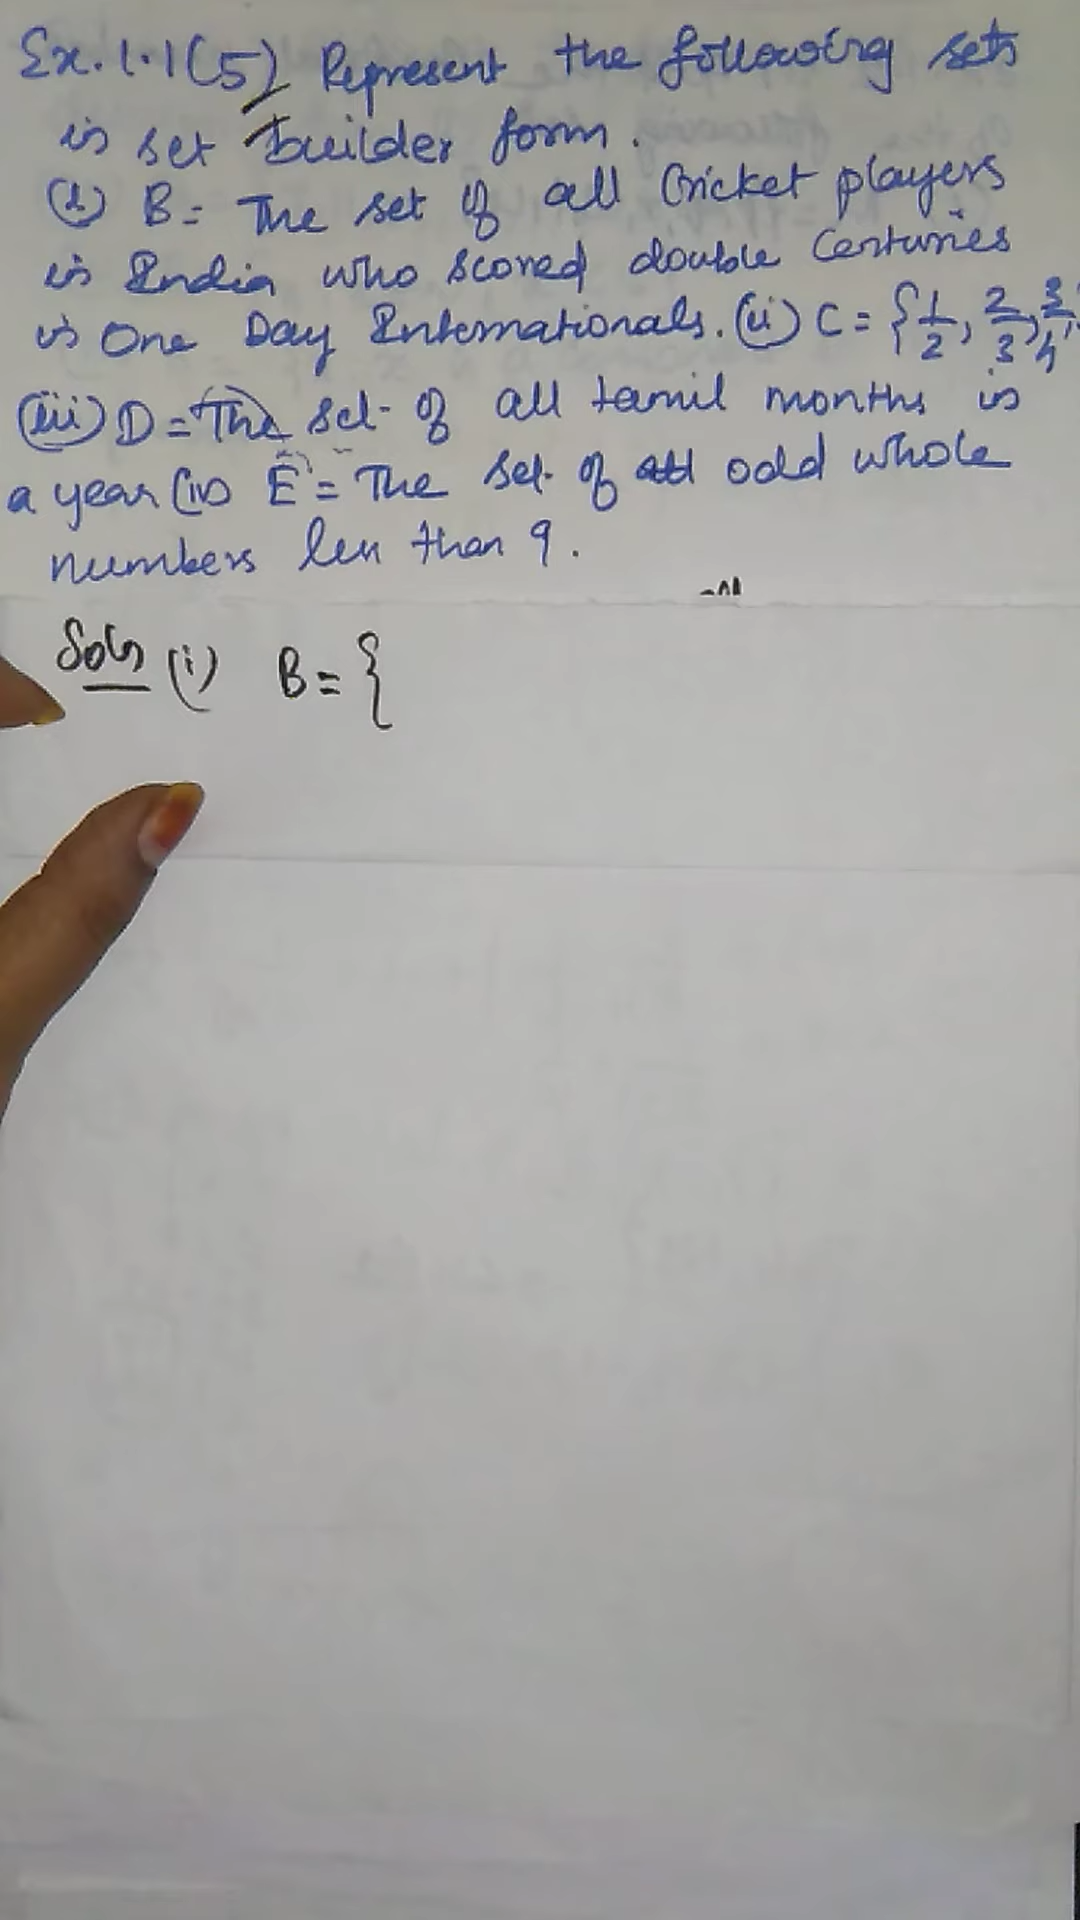 Ex. 1.1(5) Represent the following sets
in set builder form.
(i) B = The set of all Cricket players
in India who scored double Centuries
in One Day Internationals. (ii) C = {1/2, 2/3, 3/4,
(iii) D = The set of all tamil months in
a year (iv) E = The set of odd whole
numbers less than 9.
Soln (i) B = {